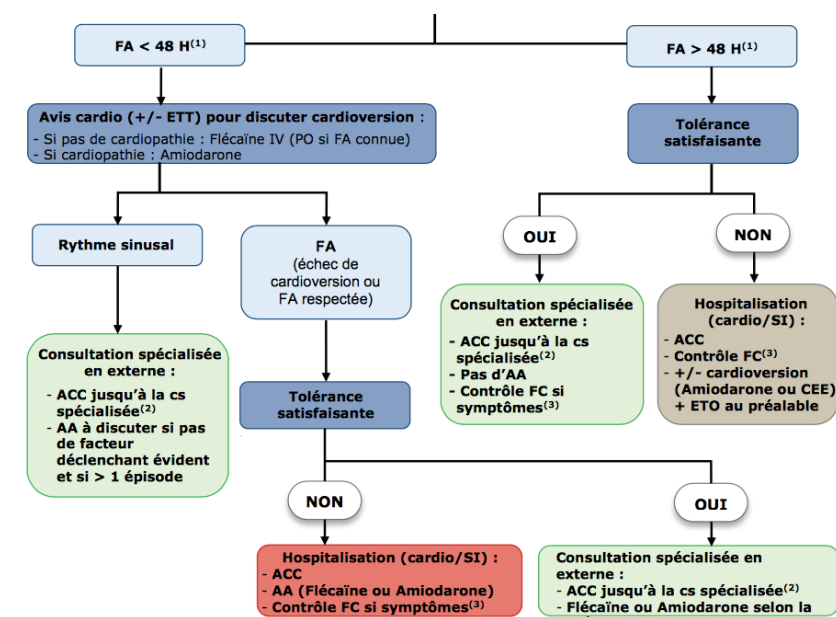 FA < 48 H(1)
FA > 48 H(1)
Avis cardio (+/- ETT) pour discuter cardioversion :
- Si pas de cardiopathie : Flécaïne IV (PO si FA connue)
- Si cardiopathie : Amiodarone
Tolérance
satisfaisante
Rythme sinusal
FA
(échec de
cardioversion ou
FA respectée)
OUI
NON
Consultation spécialisée
en externe :
- ACC jusqu'à la cs
spécialisée(2)
- Pas d'AA
- Contrôle FC si
symptômes(3)
Hospitalisation
(cardio/SI) :
- ACC
- Contrôle FC(3)
- +/- cardioversion
(Amiodarone ou CEE)
+ ETO au préalable
Consultation spécialisée
en externe :
- ACC jusqu'à la cs
spécialisée(2)
- AA à discuter si pas
de facteur
déclenchant évident
et si > 1 épisode
Tolérance
satisfaisante
NON
OUI
Hospitalisation (cardio/SI) :
- ACC
- AA (Flécaïne ou Amiodarone)
- Contrôle FC si symptômes(3)
Consultation spécialisée en
externe :
- ACC jusqu'à la cs spécialisée(2)
- Flécaïne ou Amiodarone selon la